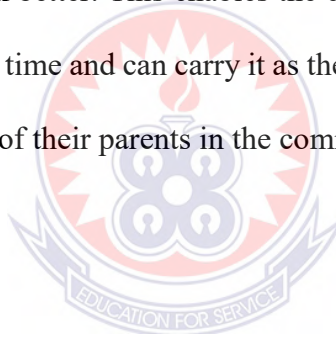 time and can carry it as the
of their parents in the com
EDUCATION FOR SERVICE